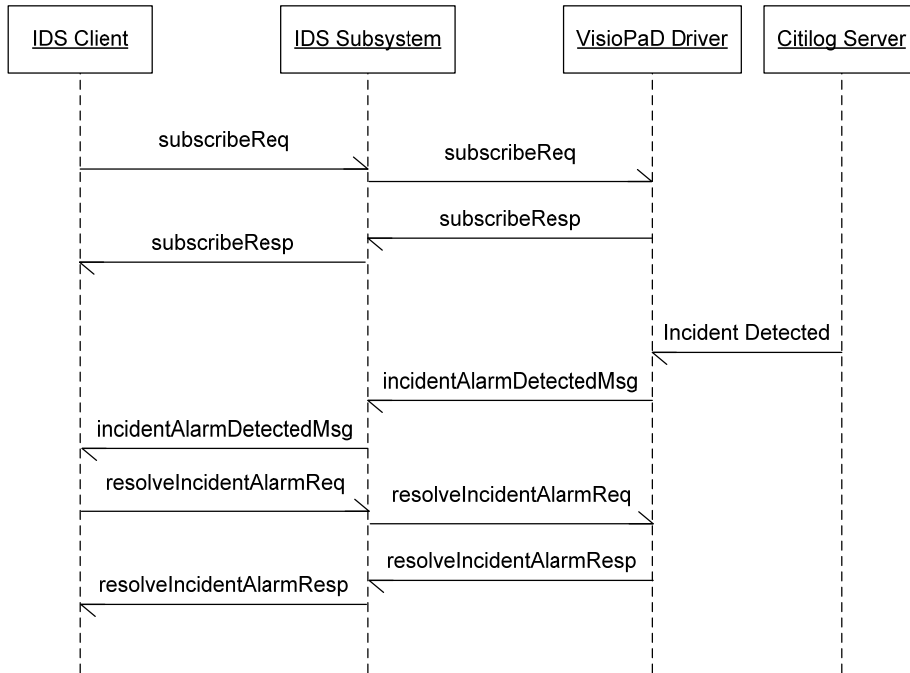 IDS Client
IDS Subsystem
VisioPaD Driver
Citilog Server
subscribeReq
subscribeReq
subscribeResp
subscribeResp
Incident Detected
incidentAlarmDetectedMsg
incidentAlarmDetectedMsg
resolveIncidentAlarmReq
resolveIncidentAlarmReq
resolveIncidentAlarmResp
resolveIncidentAlarmResp